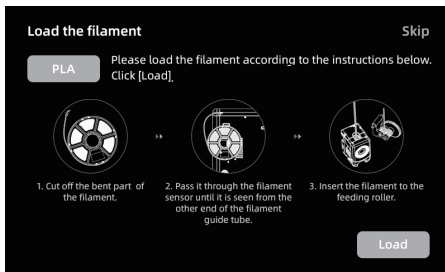 Load the filament
Skip
PLA
Please load the filament according to the instructions below.
Click [Load]
1. Cut off the bent part of
the filament.
2. Pass it through the filament
sensor until it is seen from the
other end of the filament
guide tube.
3. Insert the filament to the
feeding roller.
Load